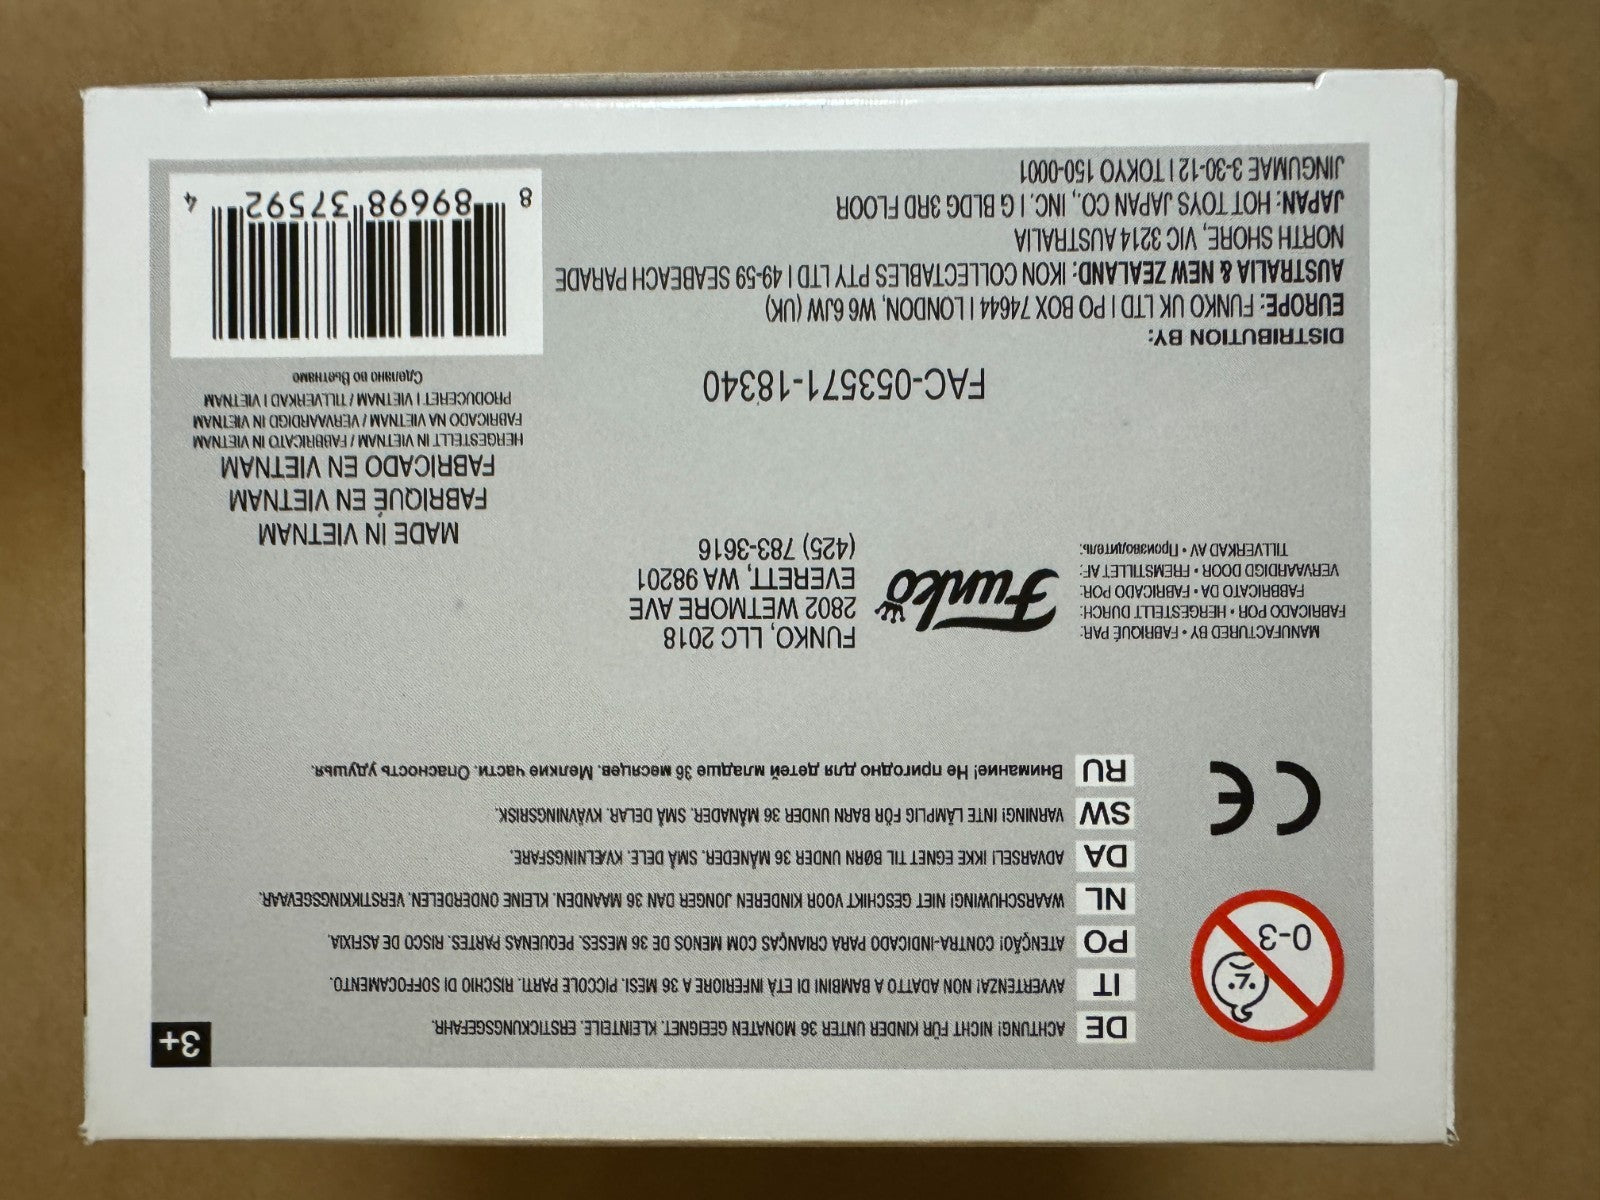 3+
DE ACHTUNG! NICHT FÜR KINDER UNTER 36 MONATEN GEEIGNET. KLEINTEILE. ERSTICKUNGSGEFAHR.
IT AVVERTENZA! NON ADATTO A BAMBINI DI ETÀ INFERIORE A 36 MESI. PICCOLE PARTI. RISCHIO DI SOFFOCAMENTO.
PO ATENÇÃO! CONTRA-INDICADO PARA CRIANÇAS COM MENOS DE 36 MESES. PEQUENAS PARTES. RISCO DE ASFIXIA.
NL WAARSCHUWING! NIET GESCHIKT VOOR KINDEREN JONGER DAN 36 MAANDEN. KLEINE ONDERDELEN. VERSTIKKINGSGEVAAR.
DA ADVARSEL! IKKE EGNET TIL BØRN UNDER 36 MÅNEDER. SMÅ DELE. KVÆLNINGSFARE.
SW VARNING! INTE LÄMPLIG FÖR BARN UNDER 36 MÅNADER. SMÅ DELAR. KVÄVNINGSRISK.
RU Внимание! Не пригодно для детей младше 36 месяцев. Мелкие части. Опасность удушья.
0-3
CE
MANUFACTURED BY • FABRIQUÉ PAR:
FABRICADO POR • HERGESTELLT DURCH:
FABBRICATO DA • FABRICADO POR:
VERVAARDIGD DOOR • FREMSTILLET AF:
TILLVERKAD AV • Производитель:
Funko
FUNKO, LLC 2018
2802 WETMORE AVE
EVERETT, WA 98201
(425) 783-3616
MADE IN VIETNAM
FABRIQUÉ EN VIETNAM
FABRICADO EN VIETNAM
HERGESTELLT IN VIETNAM / FABBRICATO IN VIETNAM
FABRICADO NA VIETNAM / VERVAARDIGD IN VIETNAM
PRODUCERET I VIETNAM / TILLVERKAD I VIETNAM
Сделано во Вьетнаме
FAC-053571-18340
DISTRIBUTION BY:
EUROPE: FUNKO UK LTD | PO BOX 74644 | LONDON, W6 6JW (UK)
AUSTRALIA & NEW ZEALAND: IKON COLLECTABLES PTY LTD | 49-59 SEABEACH PARADE
NORTH SHORE, VIC 3214 AUSTRALIA
JAPAN: HOT TOYS JAPAN CO., INC. | G BLDG 3RD FLOOR
JINGUMAE 3-30-12 | TOKYO 150-0001
8 89698 37592 4